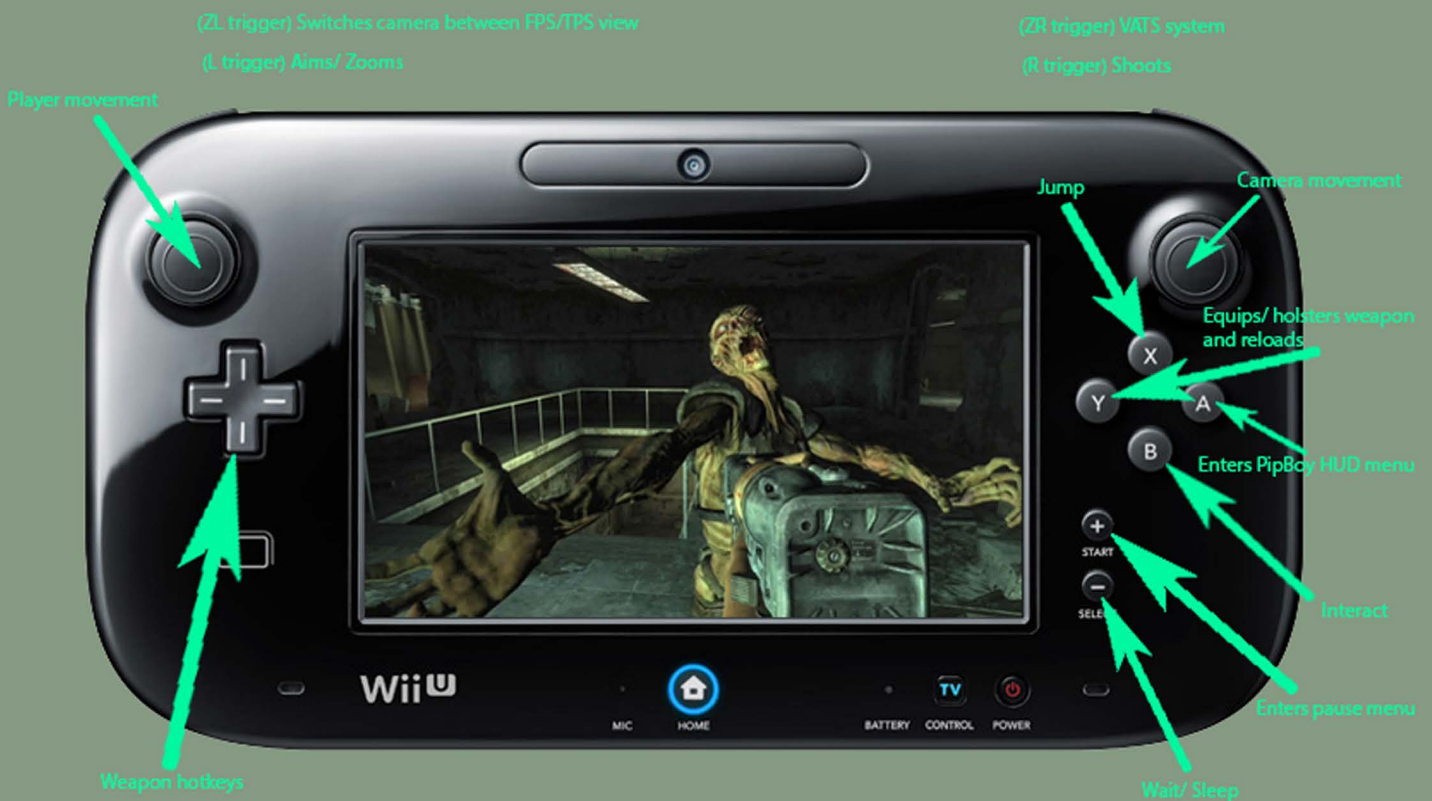 (ZL trigger) Switches camera between FPS/TPS view
(ZR trigger) VATS system
(L trigger) Aims/ Zooms
(R trigger) Shoots
Player movement
Jump
Camera movement
Equips/ holsters weapon
and reloads
X
Y
A
B
Enters PipBoy HUD menu
+
START
−
SELECT
Interact
Wii U
MIC
HOME
BATTERY
TV
CONTROL
POWER
Enters pause menu
Weapon hotkeys
Wait/ Sleep